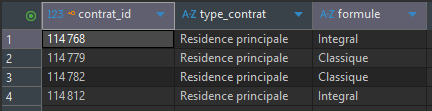 123 contrat_id A-Z type_contrat A-Z formule
1 114 768 Residence principale Integral
2 114 779 Residence principale Classique
3 114 782 Residence principale Classique
4 114 812 Residence principale Integral